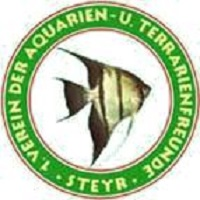 1. VEREIN DER AQUARIEN- U. TERRARIENFREUNDE
· STEYR ·